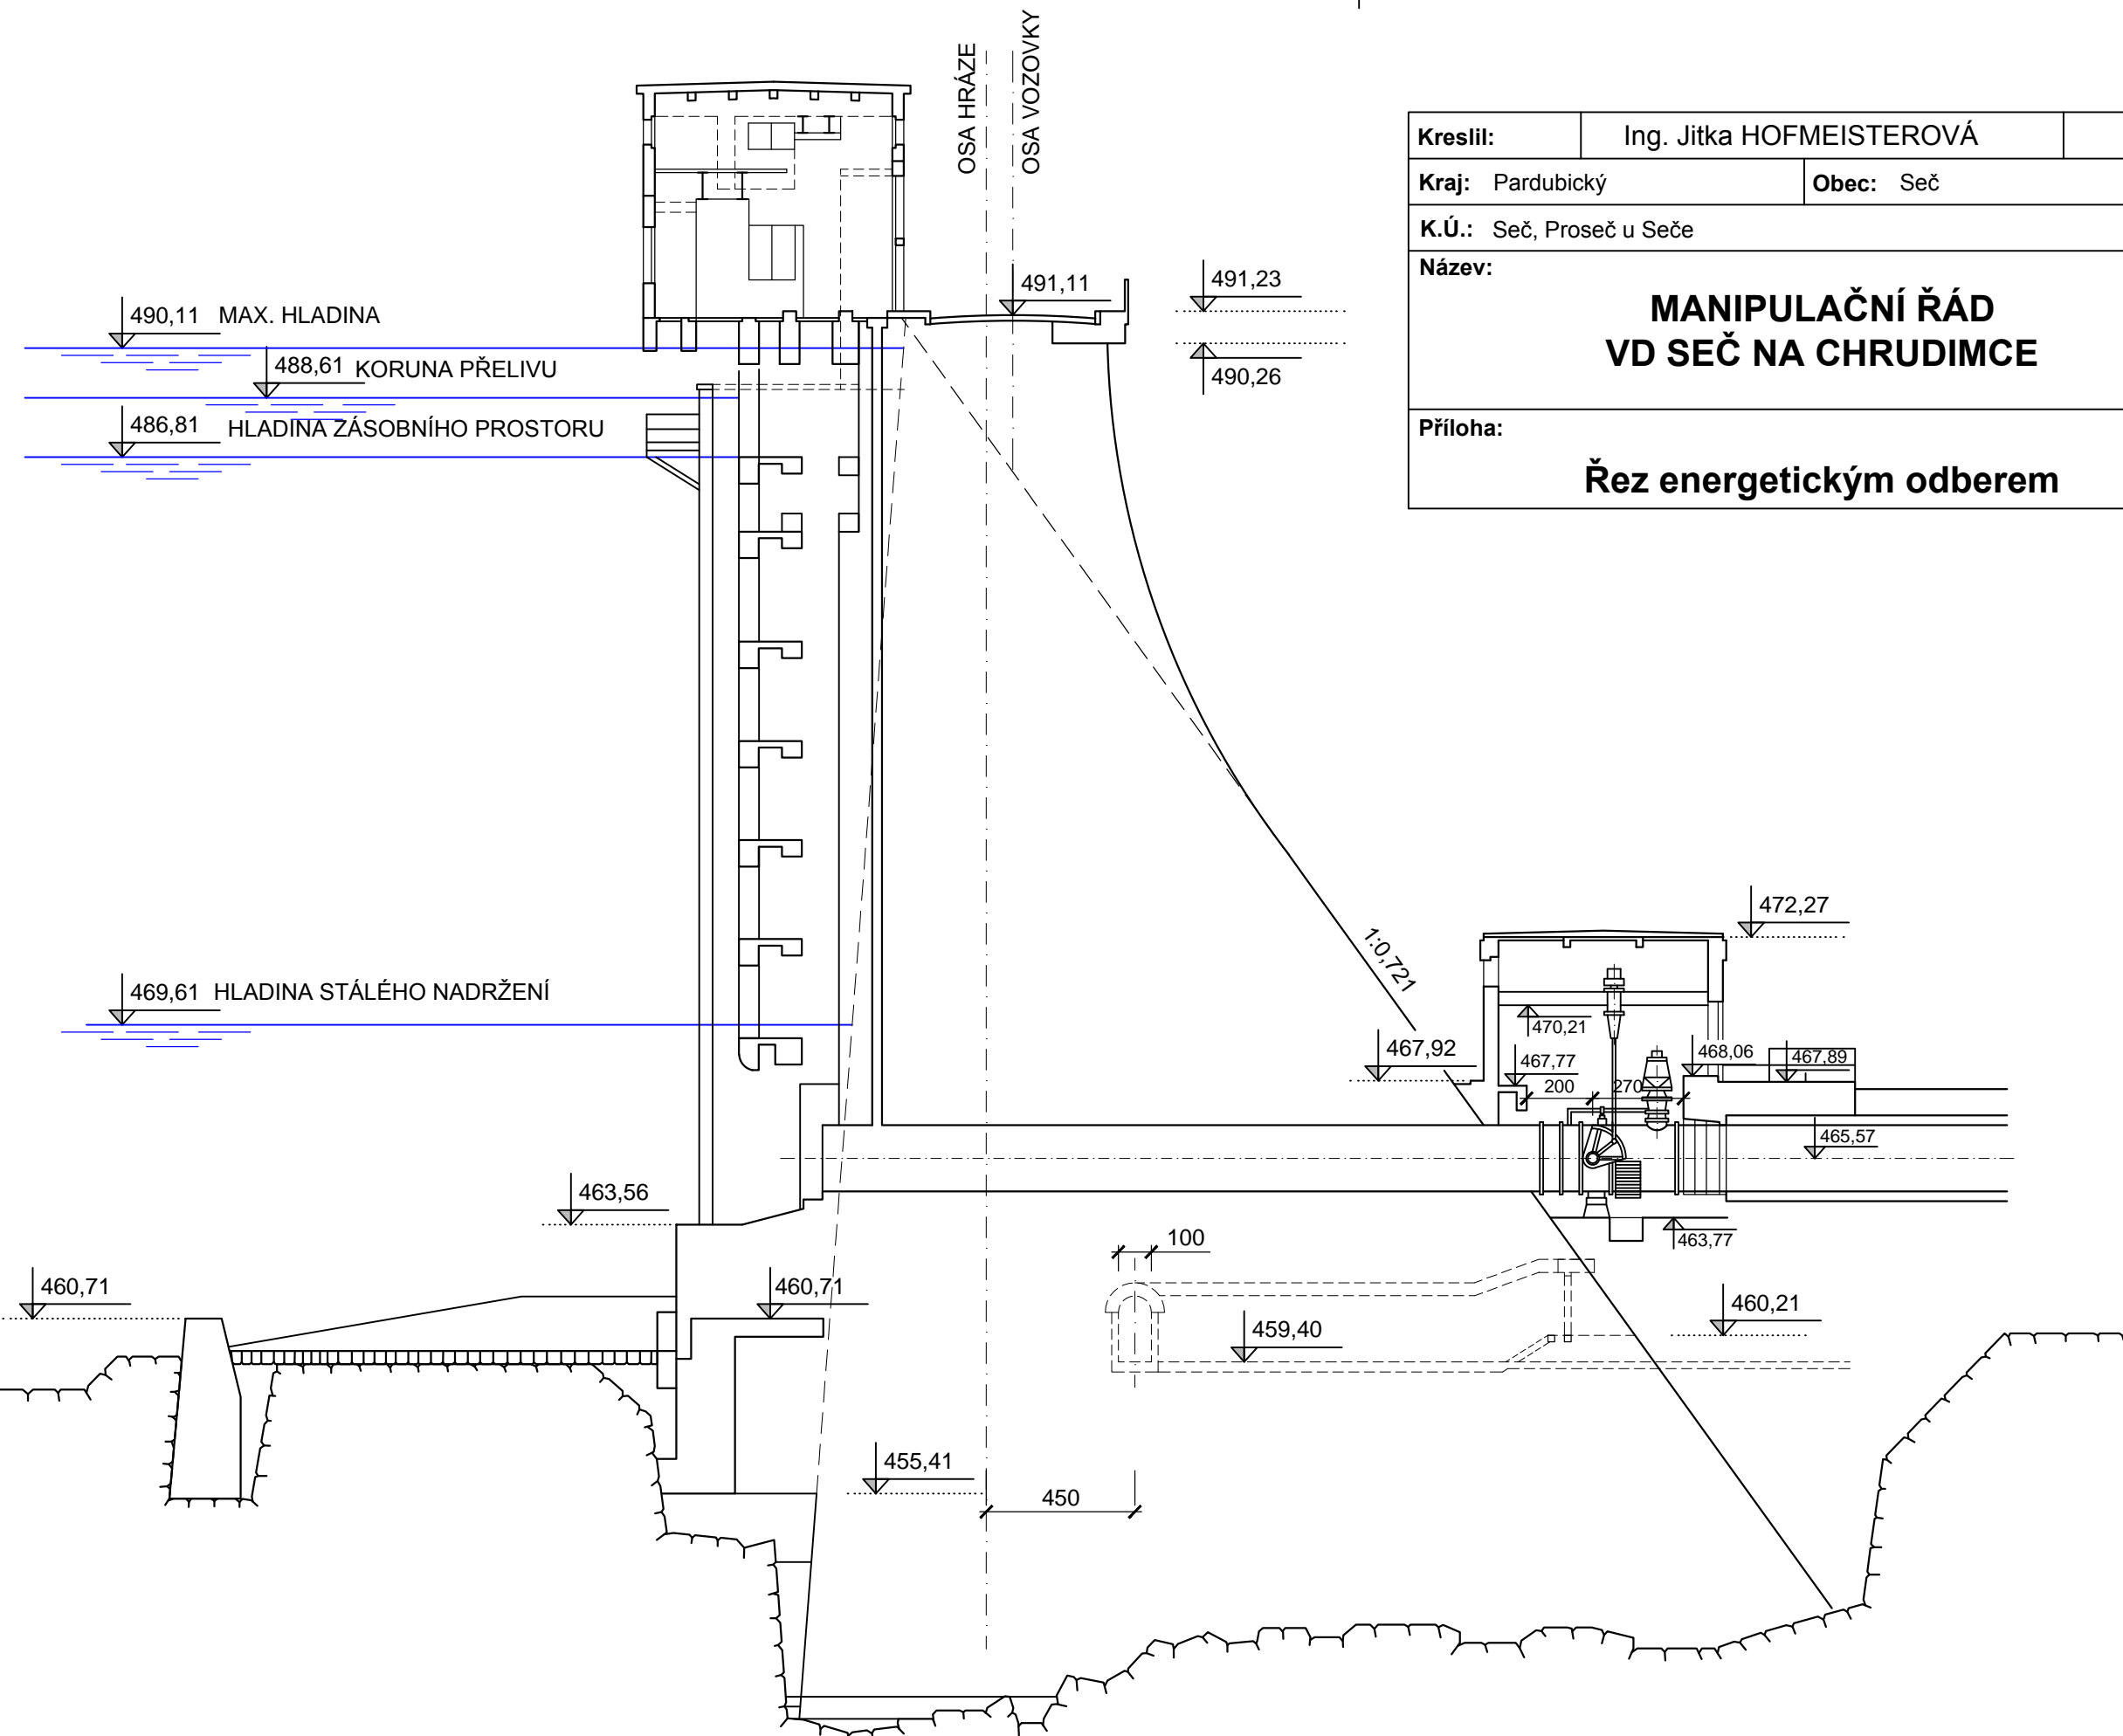 OSA HRÁZE
OSA VOZOVKY
Kreslil: Ing. Jitka HOFMEISTEROVÁ
Kraj: Pardubický Obec: Seč
K.Ú.: Seč, Proseč u Seče
Název:
MANIPULAČNÍ ŘÁD
VD SEČ NA CHRUDIMCE
Příloha:
Řez energetickým odberem
491,11
491,23
490,26
490,11 MAX. HLADINA
488,61 KORUNA PŘELIVU
486,81 HLADINA ZÁSOBNÍHO PROSTORU
469,61 HLADINA STÁLÉHO NADRŽENÍ
1:0,721
472,27
470,21
467,92
467,77
468,06
467,89
200
270
465,57
463,56
463,77
100
460,71
460,71
459,40
460,21
455,41
450